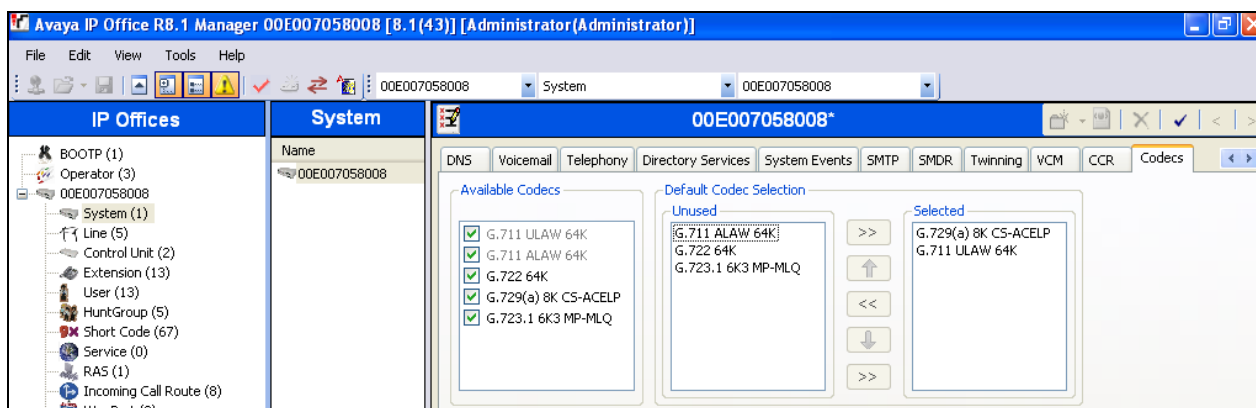 Avaya IP Office R8.1 Manager 00E007058008 [8.1(43)] [Administrator(Administrator)]
File Edit View Tools Help
00E007058008 System 00E007058008
IP Offices
BOOTP (1)
Operator (3)
00E007058008
System (1)
Line (5)
Control Unit (2)
Extension (13)
User (13)
HuntGroup (5)
Short Code (67)
Service (0)
RAS (1)
Incoming Call Route (8)
System
Name
00E007058008
00E007058008*
DNS Voicemail Telephony Directory Services System Events SMTP SMDR Twinning VCM CCR Codecs
Available Codecs
G.711 ULAW 64K
G.711 ALAW 64K
G.722 64K
G.729(a) 8K CS-ACELP
G.723.1 6K3 MP-MLQ
Default Codec Selection
Unused
G.711 ALAW 64K
G.722 64K
G.723.1 6K3 MP-MLQ
>>
<<
>>
Selected
G.729(a) 8K CS-ACELP
G.711 ULAW 64K